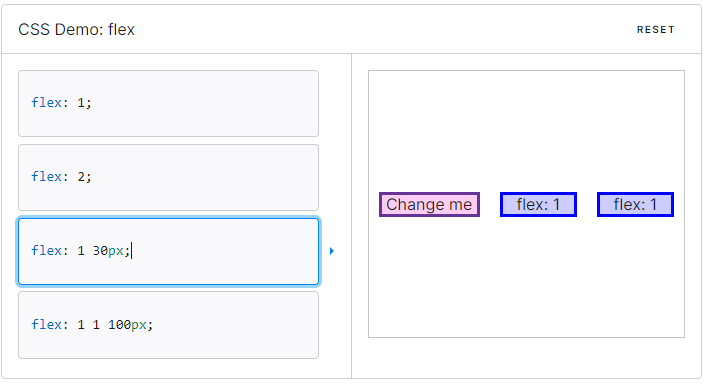 CSS Demo: flex
RESET
flex: 1;
flex: 2;
flex: 1 30px;
flex: 1 1 100px;
Change me
flex: 1
flex: 1